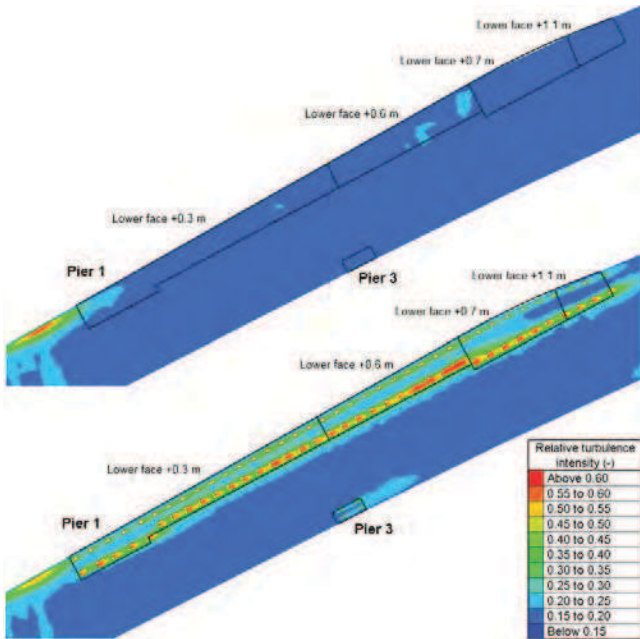 Lower face +1.1 m
Lower face +0.7 m
Lower face +0.6 m
Lower face +0.3 m
Pier 1
Pier 3
Lower face +1.1 m
Lower face +0.7 m
Lower face +0.6 m
Lower face +0.3 m
Pier 1
Pier 3
Relative turbulence
intensity (-)
Above 0.60
0.55 to 0.60
0.50 to 0.55
0.45 to 0.50
0.40 to 0.45
0.35 to 0.40
0.30 to 0.35
0.25 to 0.30
0.20 to 0.25
0.15 to 0.20
Below 0.15